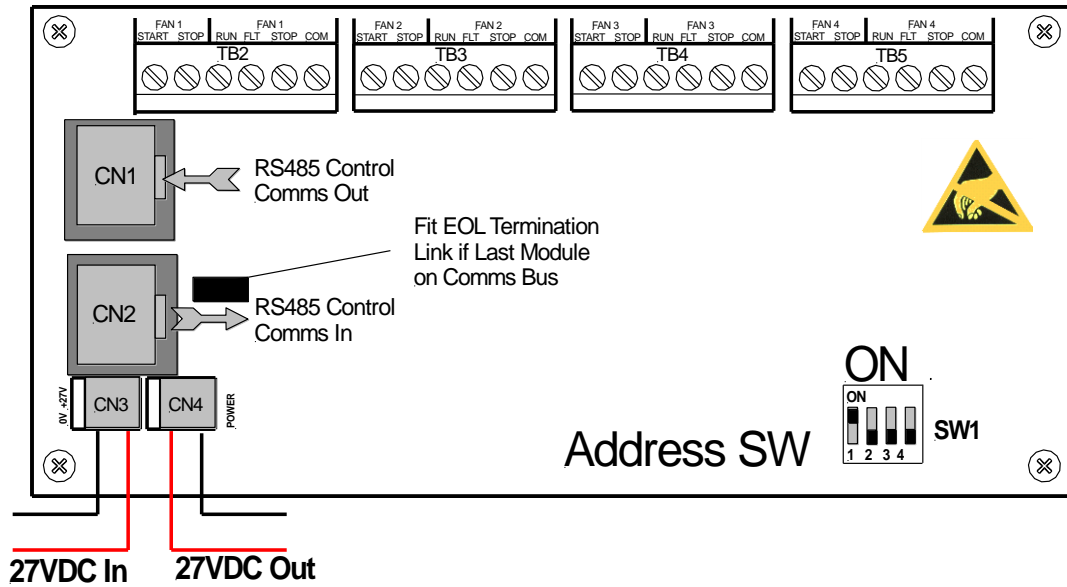 FAN 1 FAN 1 FAN 2 FAN 2 FAN 3 FAN 3 FAN 4 FAN 4
START STOP RUN FLT STOP COM START STOP RUN FLT STOP COM START STOP RUN FLT STOP COM START STOP RUN FLT STOP COM
TB2 TB3 TB4 TB5
CN1
RS485 Control
Comms Out
Fit EOL Termination
Link if Last Module
on Comms Bus
CN2
RS485 Control
Comms In
0V +27V
CN3
CN4
POWER
ON
ON
1 2 3 4
SW1
Address SW
27VDC In
27VDC Out